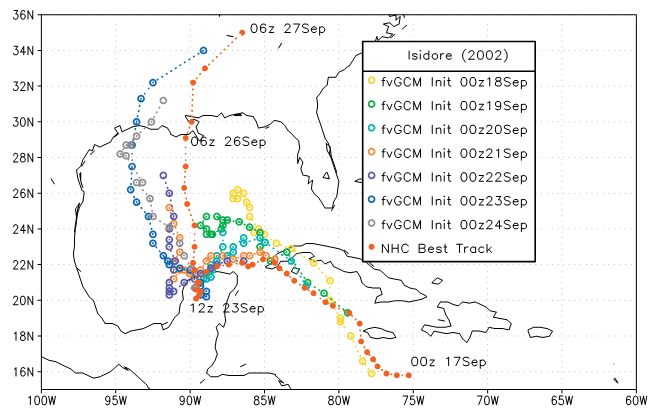 36N
34N
32N
30N
28N
26N
24N
22N
20N
18N
16N
100W
95W
90W
85W
80W
75W
70W
65W
60W
06z 27Sep
06z 26Sep
12z 23Sep
00z 17Sep
Isidore (2002)
fvGCM Init 00z18Sep
fvGCM Init 00z19Sep
fvGCM Init 00z20Sep
fvGCM Init 00z21Sep
fvGCM Init 00z22Sep
fvGCM Init 00z23Sep
fvGCM Init 00z24Sep
NHC Best Track